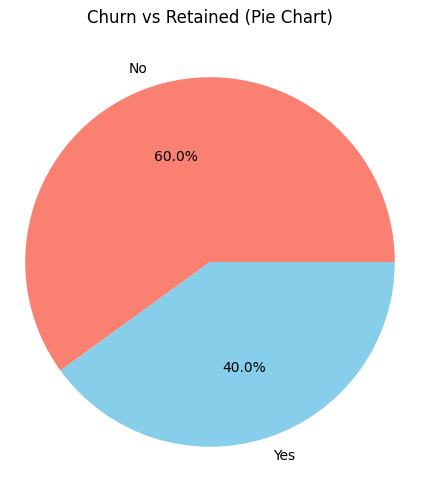 Churn vs Retained (Pie Chart)
No
60.0%
40.0%
Yes